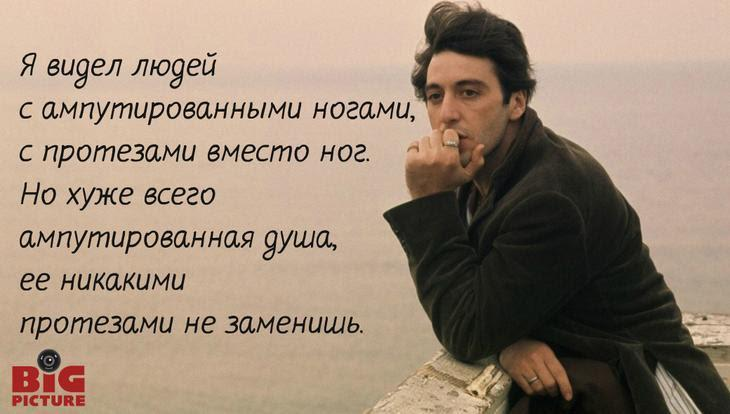 Я видел людей
с ампутированными ногами,
с протезами вместо ног.
Но хуже всего
ампутированная душа,
ее никакими
протезами не заменишь.
BIG
PICTURE